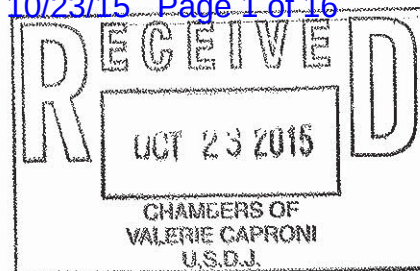 10/23/15 Page 1 of 16
RECEIVED
OCT 23 2015
CHAMBERS OF
VALERIE CAPRONI
U.S.D.J.